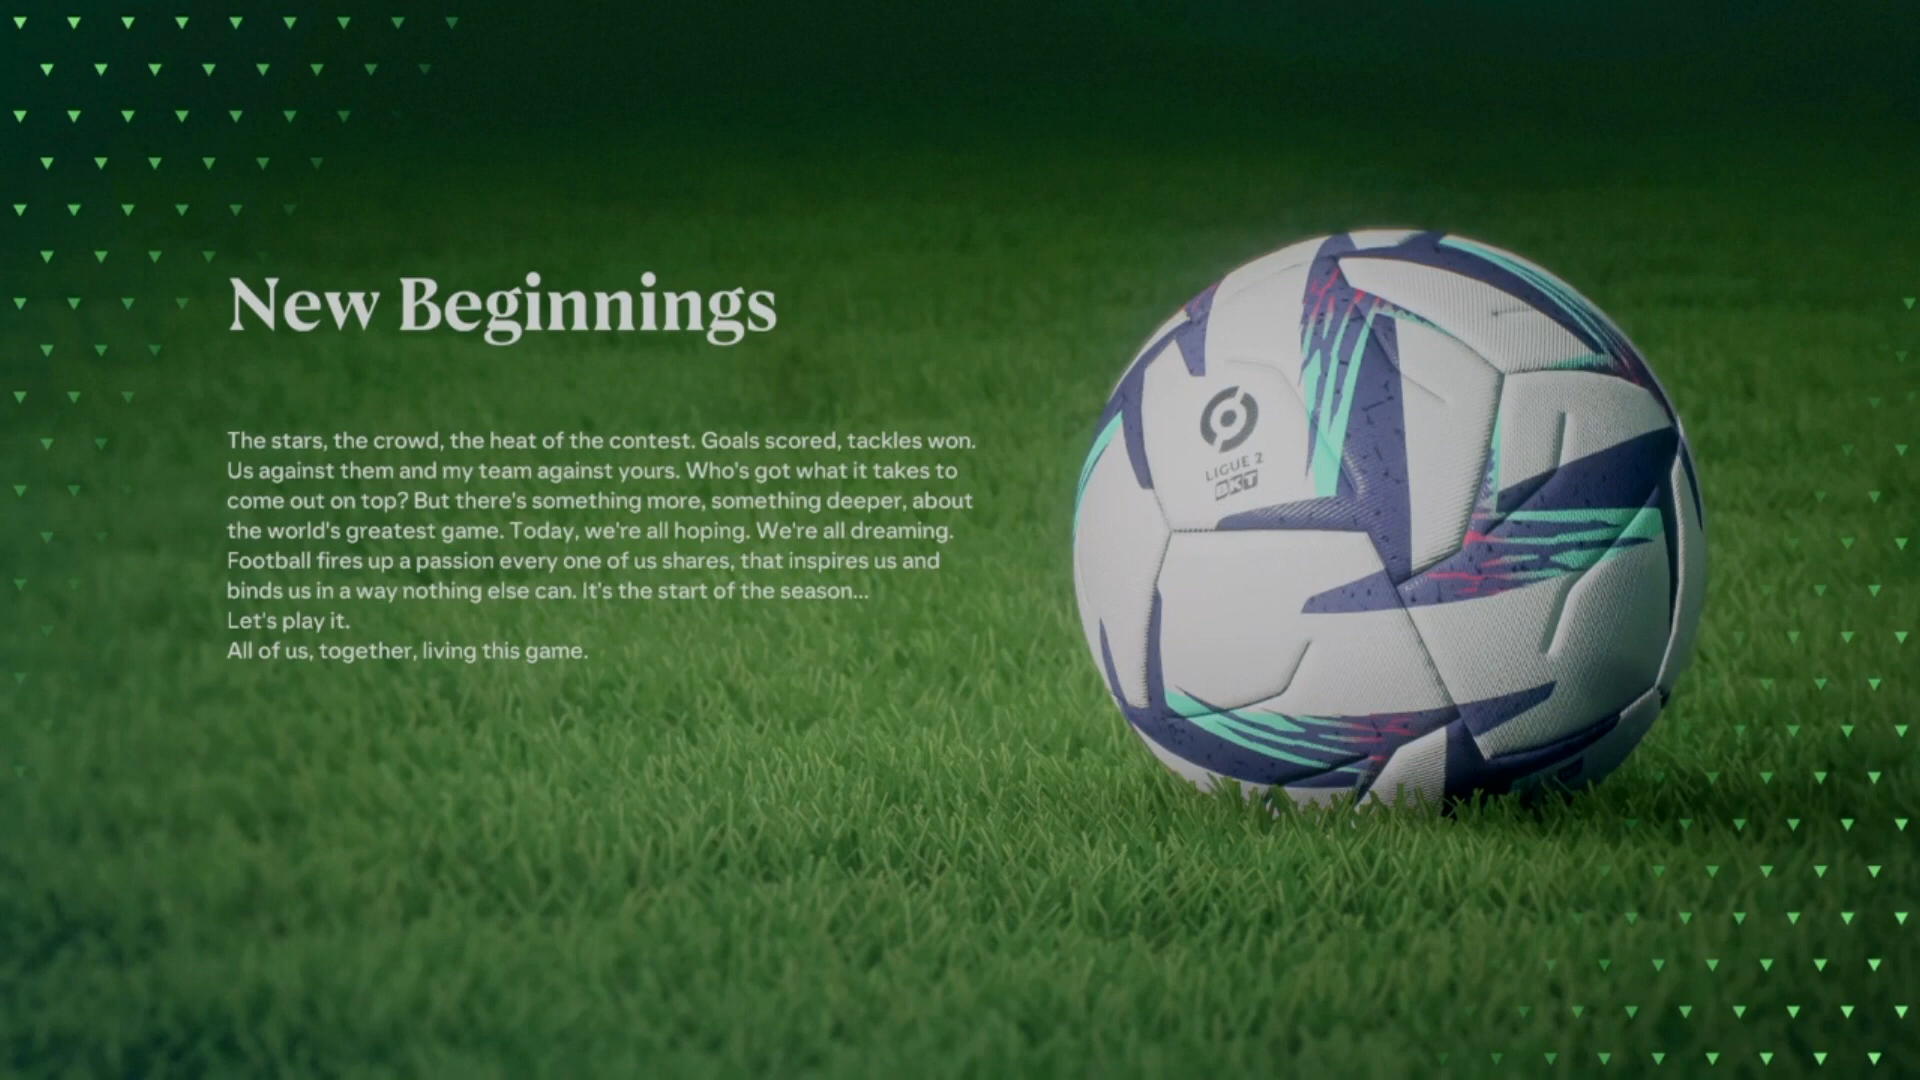 New Beginnings
The stars, the crowd, the heat of the contest. Goals scored, tackles won.
Us against them and my team against yours. Who's got what it takes to
come out on top? But there's something more, something deeper, about
the world's greatest game. Today, we're all hoping. We're all dreaming.
Football fires up a passion every one of us shares, that inspires us and
binds us in a way nothing else can. It's the start of the season...
Let's play it.
All of us, together, living this game.
LIGUE 2
BKT